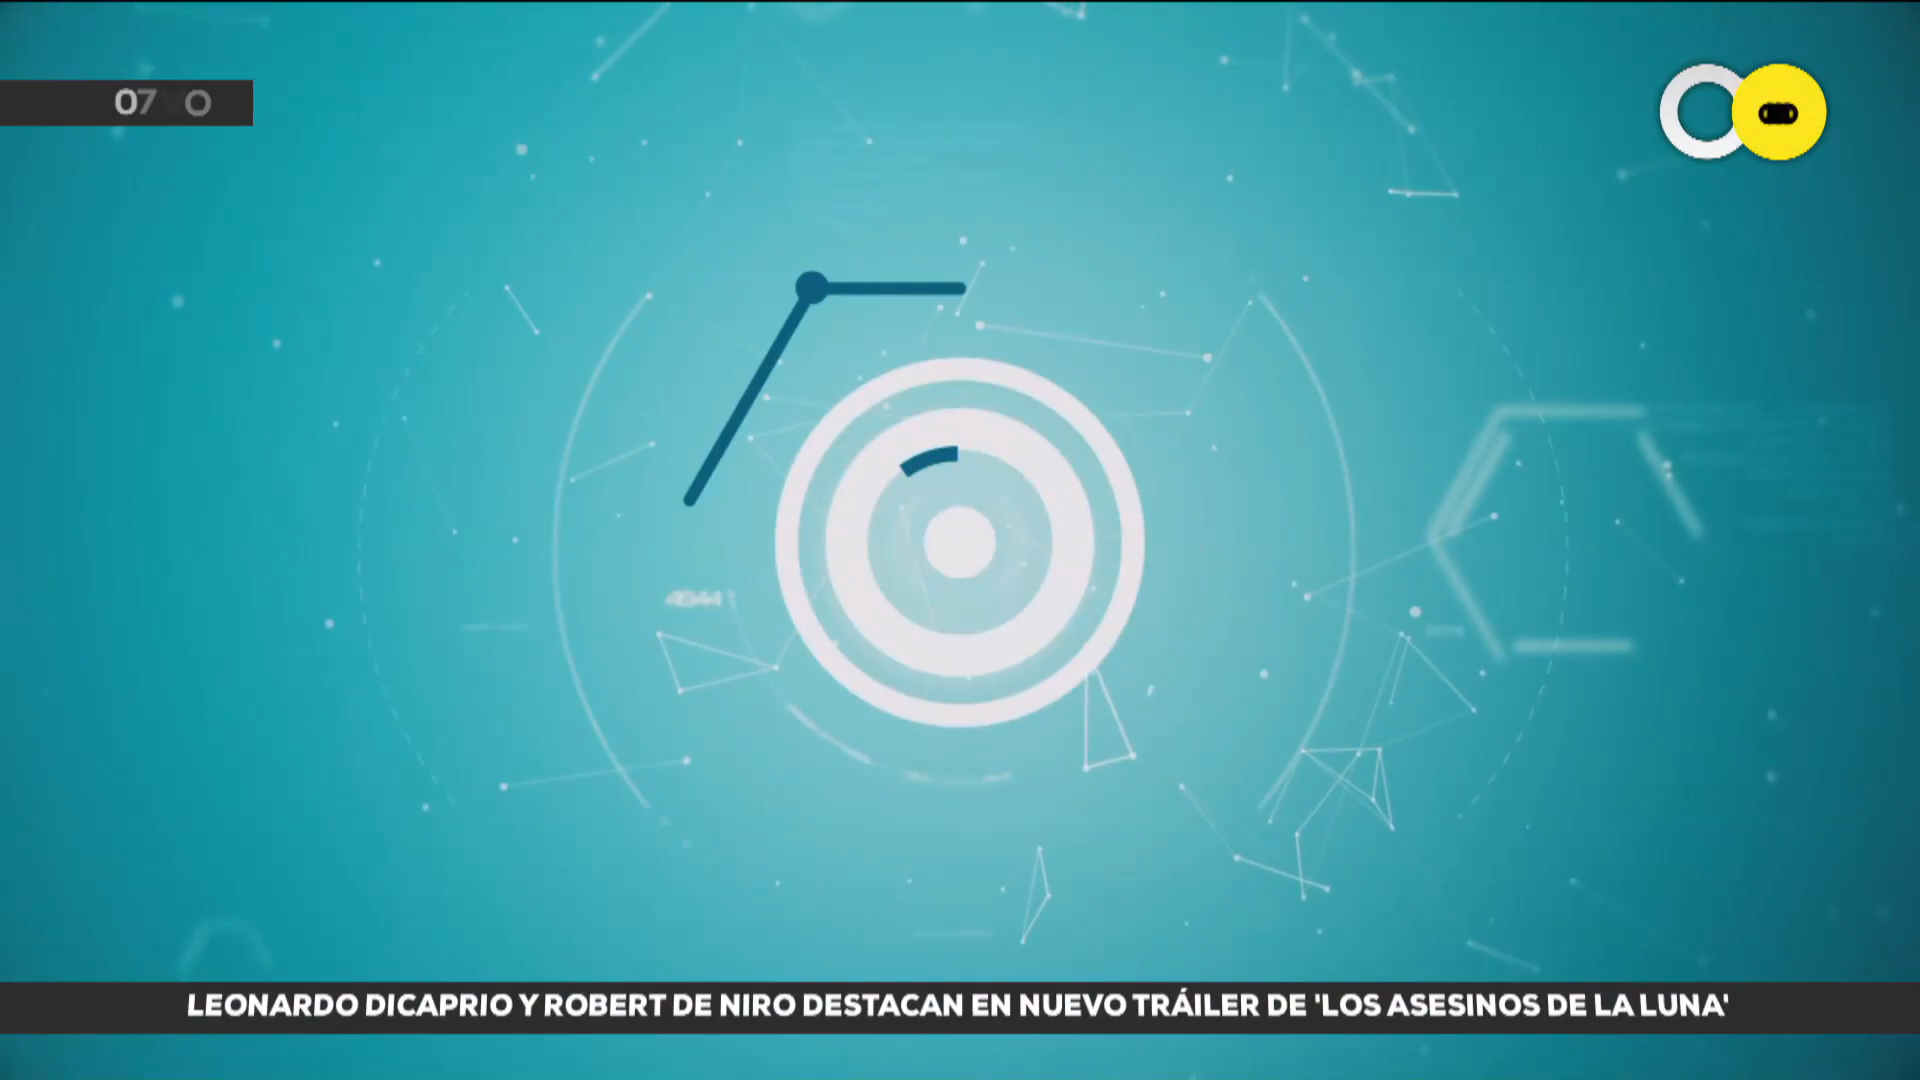 07 O
LEONARDO DICAPRIO Y ROBERT DE NIRO DESTACAN EN NUEVO TRÁILER DE 'LOS ASESINOS DE LA LUNA'